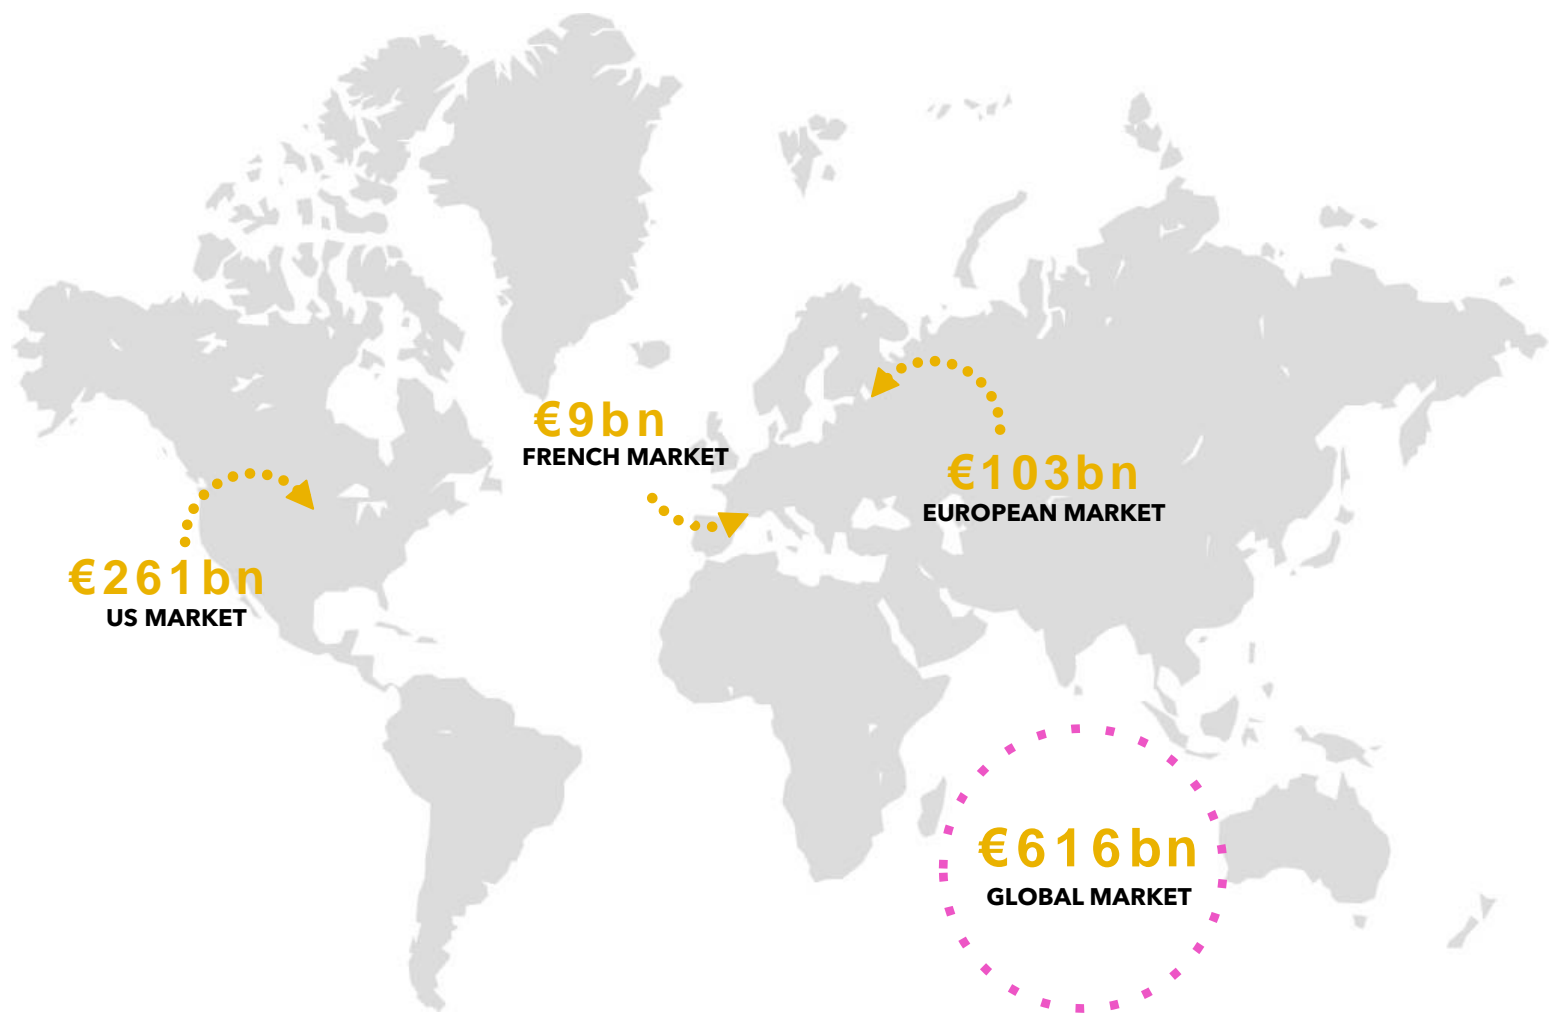 €9bn
FRENCH MARKET
€103bn
EUROPEAN MARKET
€261bn
US MARKET
€616bn
GLOBAL MARKET